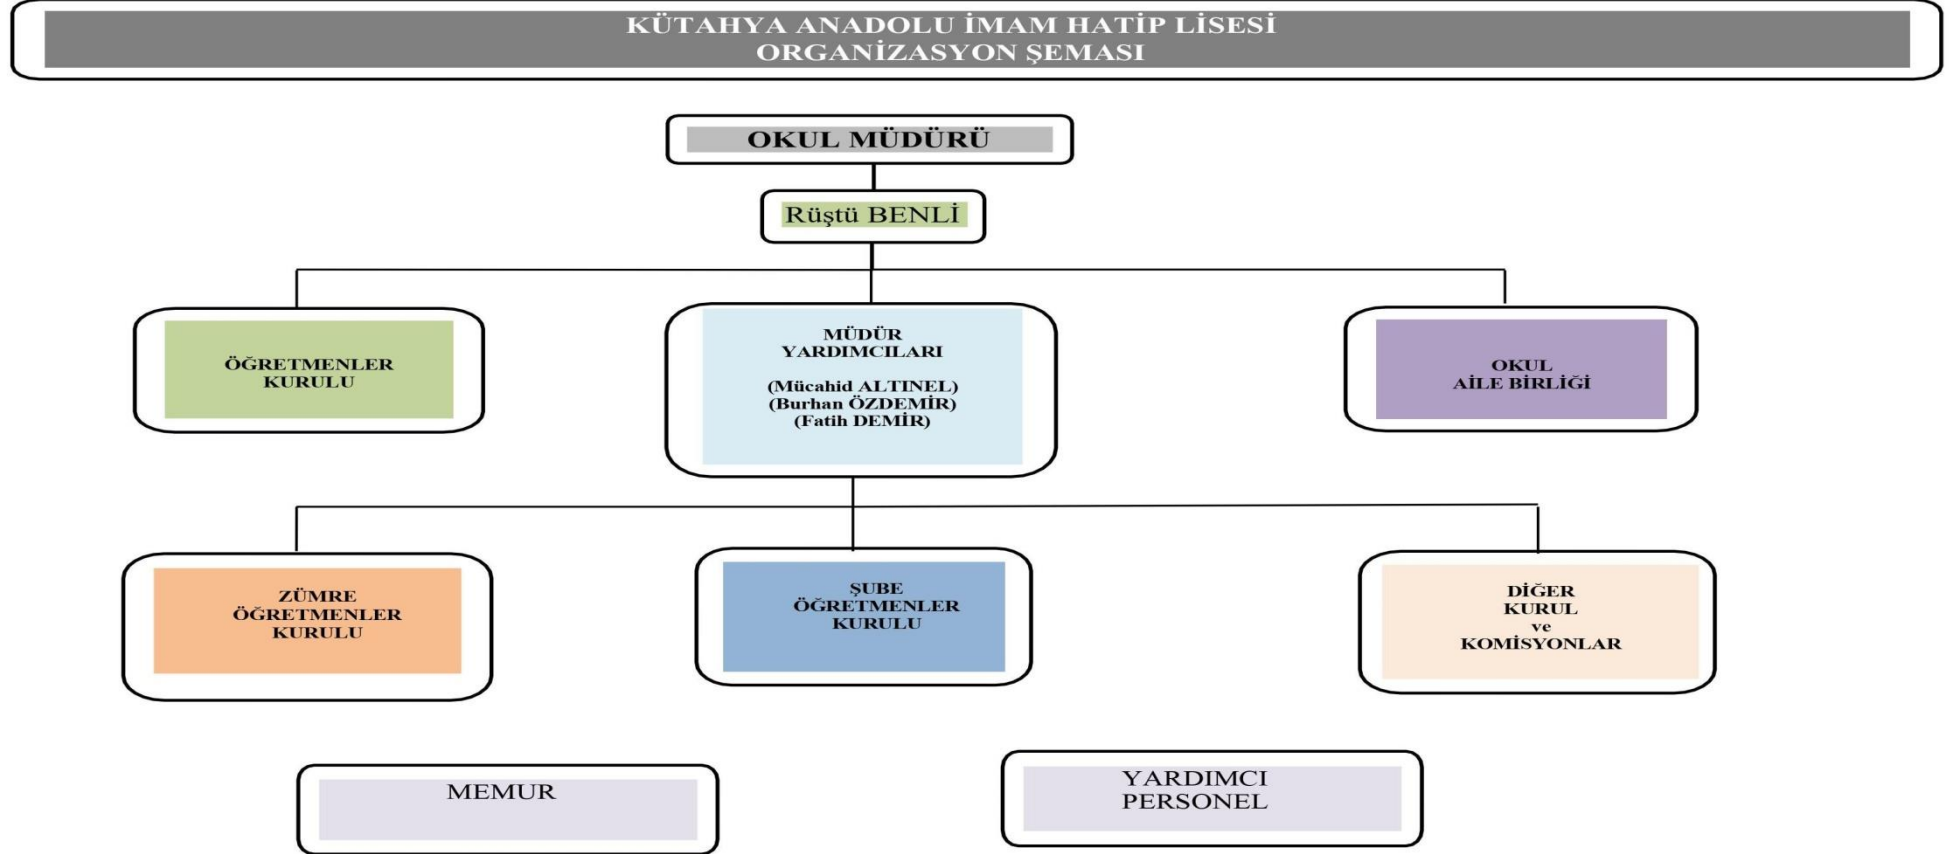 KÜTAHYA ANADOLU İMAM HATİP LİSESİ
ORGANİZASYON ŞEMASI
OKUL MÜDÜRÜ
Rüştü BENLİ
ÖĞRETMENLER
KURULU
MÜDÜR
YARDIMCILARI
(Mücahid ALTINEL)
(Burhan ÖZDEMİR)
(Fatih DEMİR)
OKUL
AİLE BİRLİĞİ
ZÜMRE
ÖĞRETMENLER
KURULU
ŞUBE
ÖĞRETMENLER
KURULU
DİĞER
KURUL
ve
KOMİSYONLAR
MEMUR
YARDIMCI
PERSONEL